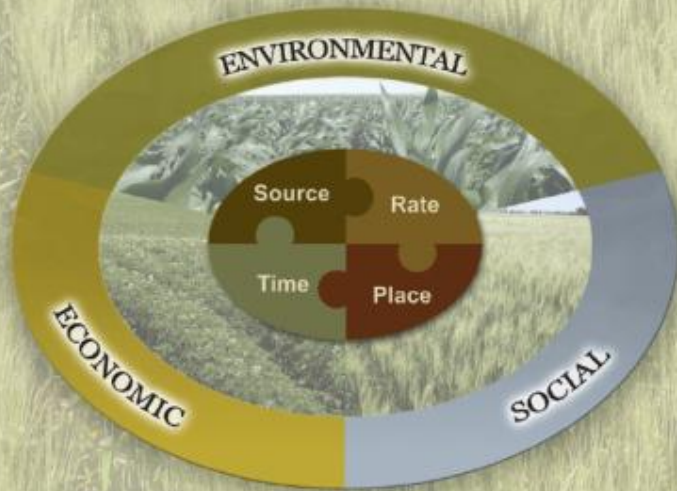 ENVIRONMENTAL
Source
Rate
Time
Place
ECONOMIC
SOCIAL